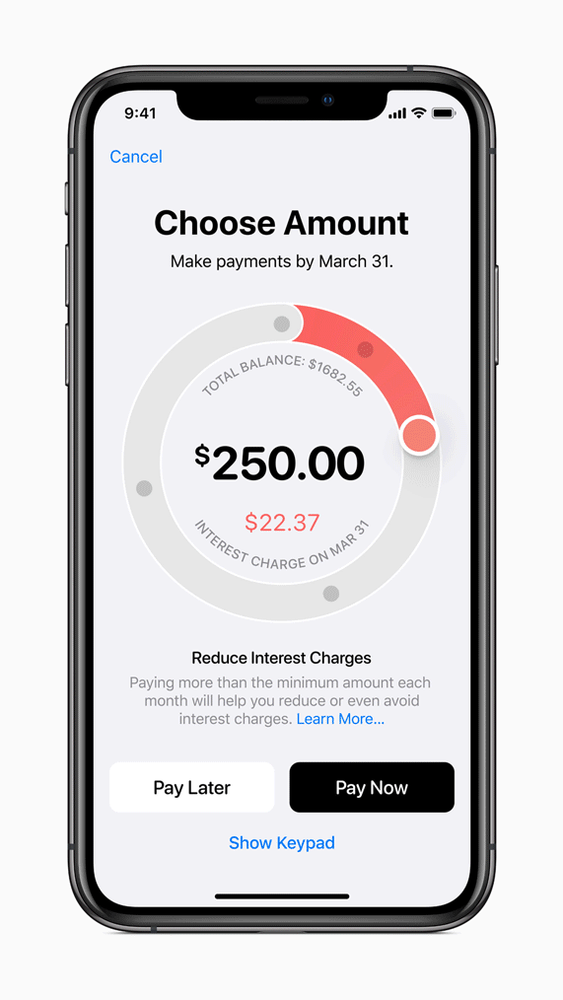 9:41
Cancel
Choose Amount
Make payments by March 31.
TOTAL BALANCE: $1682.55
$250.00
$22.37
INTEREST CHARGE ON MAR 31
Reduce Interest Charges
Paying more than the minimum amount each
month will help you reduce or even avoid
interest charges. Learn More...
Pay Later
Pay Now
Show Keypad